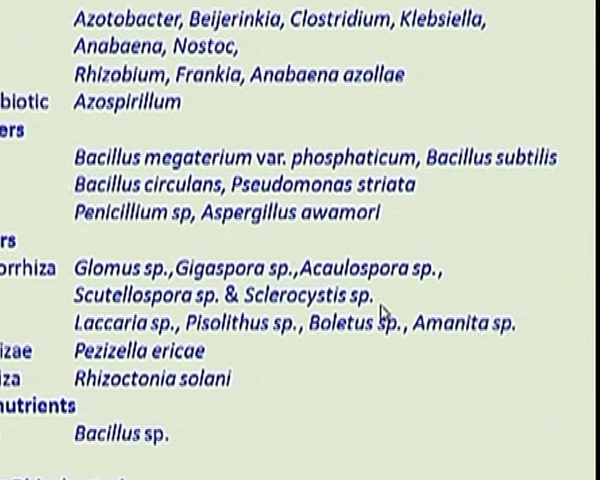 Azotobacter, Beijerinkia, Clostridium, Klebsiella,
Anabaena, Nostoc,
Rhizobium, Frankia, Anabaena azollae
biotic Azospirillum
ers
Bacillus megaterium var. phosphaticum, Bacillus subtilis
Bacillus circulans, Pseudomonas striata
Penicillium sp, Aspergillus awamori
rs
orrhiza Glomus sp.,Gigaspora sp.,Acaulospora sp.,
Scutellospora sp. & Sclerocystis sp.
Laccaria sp., Pisolithus sp., Boletus sp., Amanita sp.
izae Pezizella ericae
iza Rhizoctonia solani
nutrients
Bacillus sp.